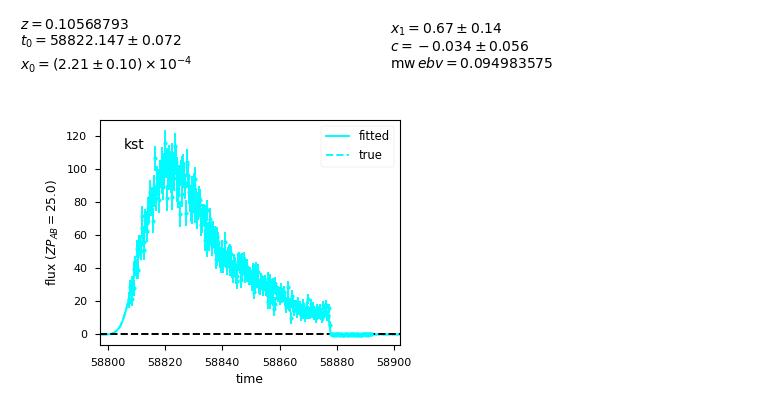 z = 0.10568793
t₀ = 58822.147 ± 0.072
x₀ = (2.21 ± 0.10) × 10⁻⁴
x₁ = 0.67 ± 0.14
c = −0.034 ± 0.056
mw ebv = 0.094983575
kst
fitted
true
120
100
80
60
40
20
0
flux (ZP_AB = 25.0)
58800 58820 58840 58860 58880 58900
time